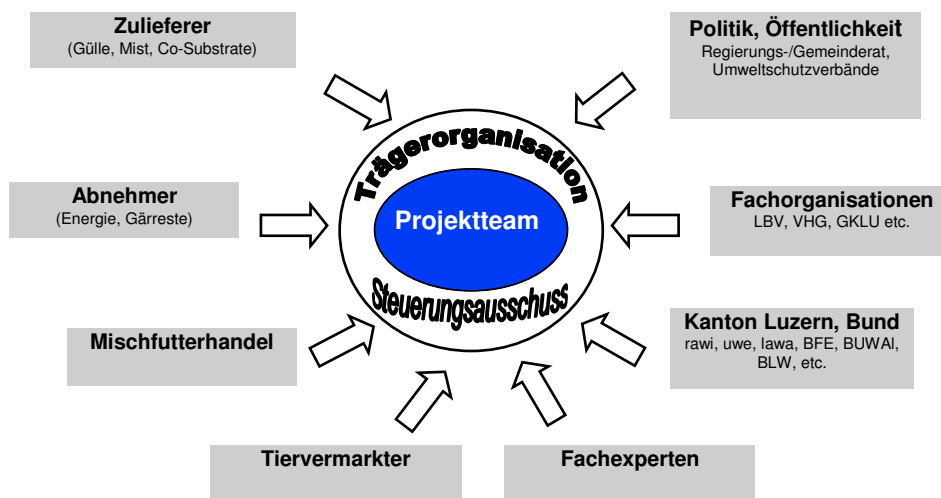 Zulieferer
(Gülle, Mist, Co-Substrate)
Politik, Öffentlichkeit
Regierungs-/Gemeinderat,
Umweltschutzverbände
Trägerorganisation
Abnehmer
(Energie, Gärreste)
Projektteam
Fachorganisationen
LBV, VHG, GKLU etc.
Steuerungsausschuss
Mischfutterhandel
Kanton Luzern, Bund
rawi, uwe, lawa, BFE, BUWAl,
BLW, etc.
Tiervermarkter
Fachexperten